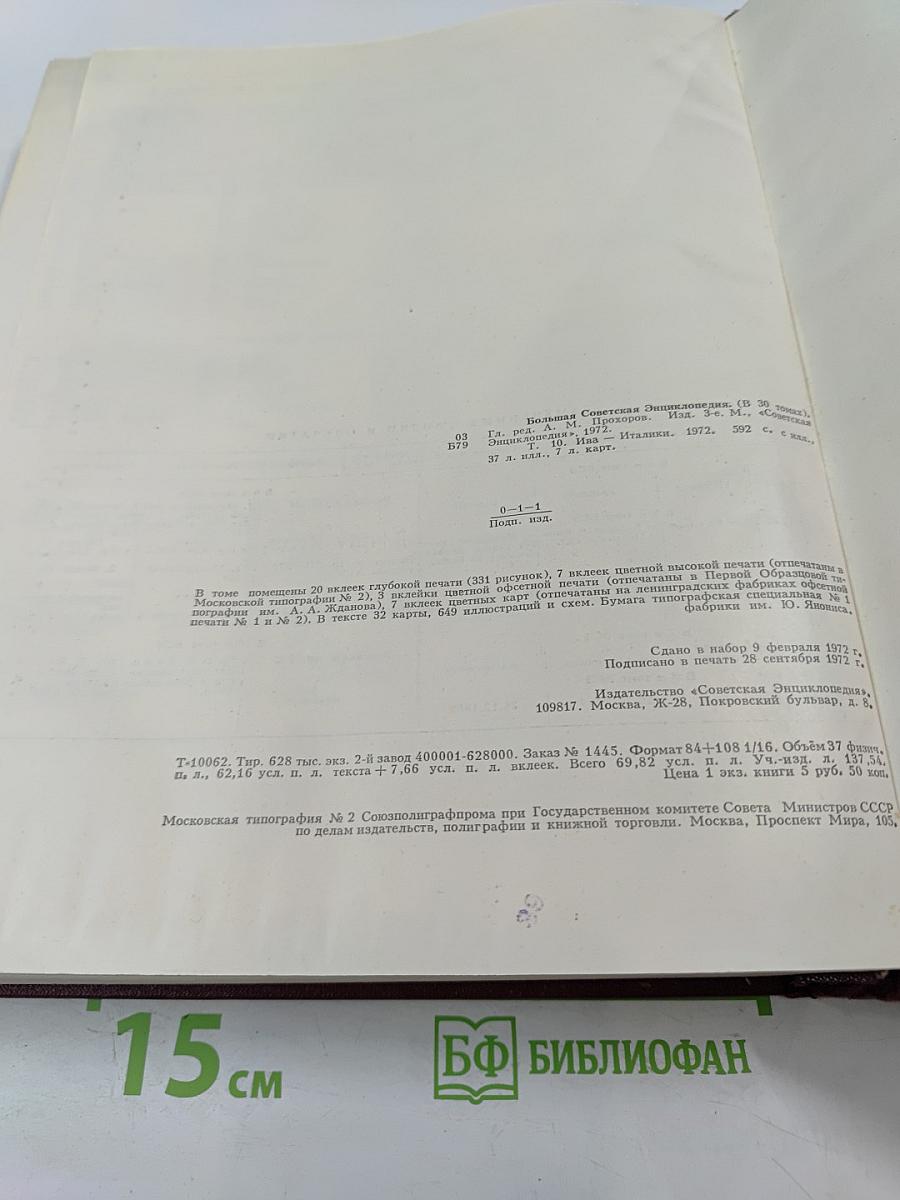 Большая Советская Энциклопедия. (В 30 томах).
03 Гл. ред. А. М. Прохоров. Изд. 3-е. М., «Советская
Б79 Энциклопедия», 1972.
Т. 10. Ива — Италики. 1972. 592 с. с илл.,
37 л. илл., 7 л. карт.
0—1—1
Подп. изд.
В томе помещены 20 вклеек глубокой печати (331 рисунок), 7 вклеек цветной высокой печати (отпечатаны в
Московской типографии № 2), 3 вклейки цветной офсетной печати (отпечатаны в Первой Образцовой ти-
пографии им. А. А. Жданова), 7 вклеек цветных карт (отпечатаны на ленинградских фабриках офсетной
печати № 1 и № 2). В тексте 32 карты, 649 иллюстраций и схем. Бумага типографская специальная № 1
фабрики им. Ю. Янониса.
Сдано в набор 9 февраля 1972 г.
Подписано в печать 28 сентября 1972 г.
Издательство «Советская Энциклопедия».
109817. Москва, Ж-28, Покровский бульвар, д. 8.
Т-10062. Тир. 628 тыс. экз. 2-й завод 400001-628000. Заказ № 1445. Формат 84+108 1/16. Объём 37 физич.
п. л., 62,16 усл. п. л. текста + 7,66 усл. п. л. вклеек. Всего 69,82 усл. п. л. Уч.-изд. л. 137,54.
Цена 1 экз. книги 5 руб. 50 коп.
Московская типография № 2 Союзполиграфпрома при Государственном комитете Совета Министров СССР
по делам издательств, полиграфии и книжной торговли. Москва, Проспект Мира, 105.
15 см
БФ БИБЛИОФАН